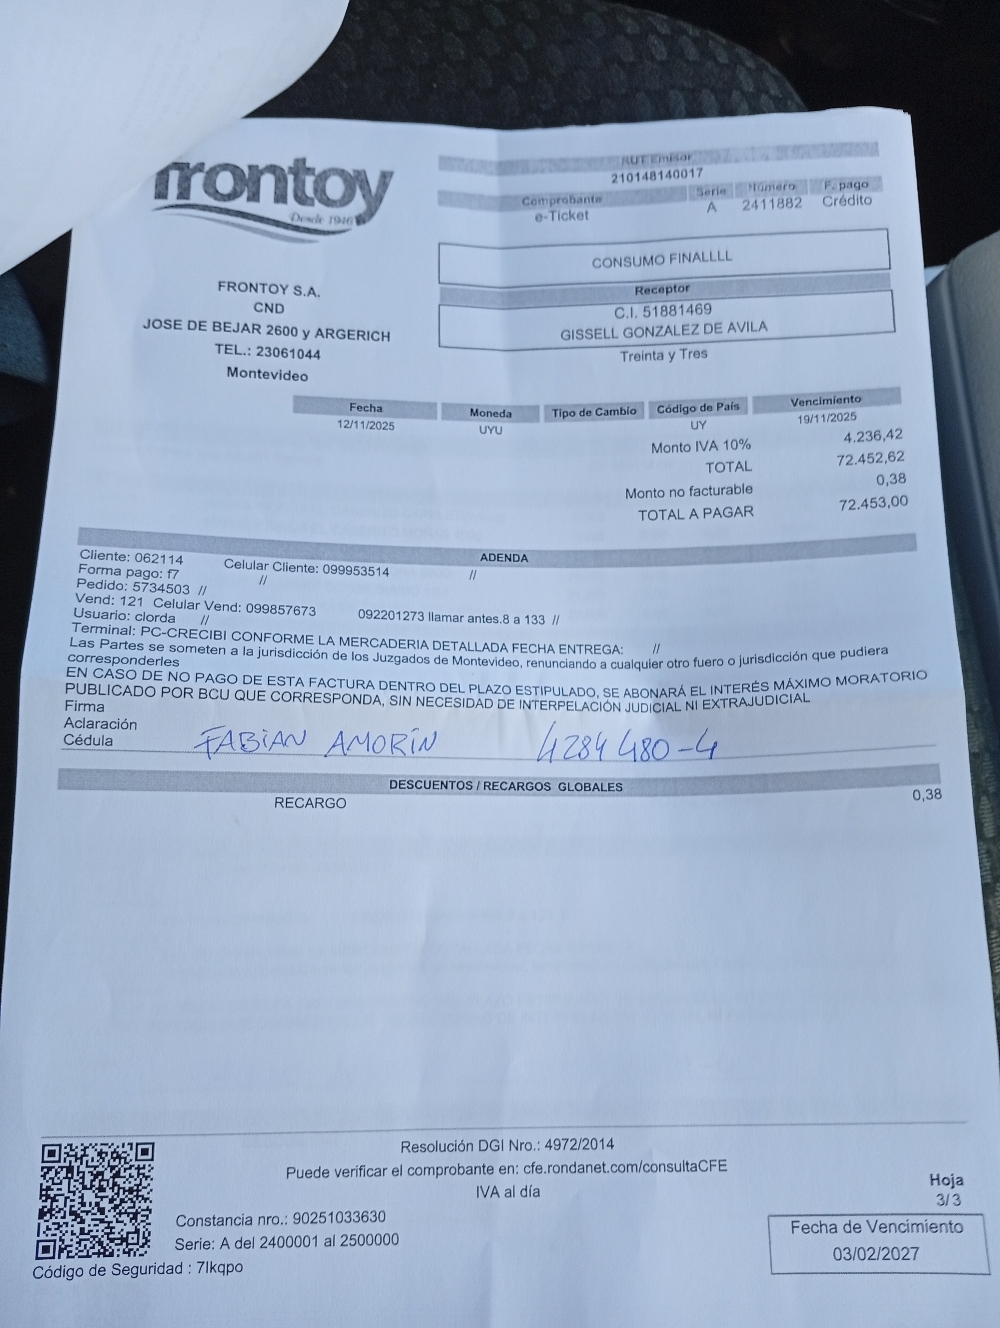 frontoy
Desde 1946
FRONTOY S.A.
CND
JOSE DE BEJAR 2600 y ARGERICH
TEL.: 23061044
Montevideo
RUT Emisor
210148140017
Comprobante Serie Número F. pago
e-Ticket A 2411882 Crédito
CONSUMO FINALLLL
Receptor
C.I. 51881469
GISSELL GONZALEZ DE AVILA
Treinta y Tres
Fecha Moneda Tipo de Cambio Código de País Vencimiento
12/11/2025 UYU UY 19/11/2025
Monto IVA 10% 4.236,42
TOTAL 72.452,62
Monto no facturable 0,38
TOTAL A PAGAR 72.453,00
ADENDA
Cliente: 062114 Celular Cliente: 099953514 //
Forma pago: f7 //
Pedido: 5734503 //
Vend: 121 Celular Vend: 099857673 092201273 llamar antes.8 a 133 //
Usuario: clorda //
Terminal: PC-CRECIBI CONFORME LA MERCADERIA DETALLADA FECHA ENTREGA: //
Las Partes se someten a la jurisdicción de los Juzgados de Montevideo, renunciando a cualquier otro fuero o jurisdicción que pudiera
corresponderles
EN CASO DE NO PAGO DE ESTA FACTURA DENTRO DEL PLAZO ESTIPULADO, SE ABONARÁ EL INTERÉS MÁXIMO MORATORIO
PUBLICADO POR BCU QUE CORRESPONDA, SIN NECESIDAD DE INTERPELACIÓN JUDICIAL NI EXTRAJUDICIAL
Firma
Aclaración
Cédula FABIAN AMORÍN 4284480-4
DESCUENTOS / RECARGOS GLOBALES
RECARGO 0,38
Resolución DGI Nro.: 4972/2014
Puede verificar el comprobante en: cfe.rondanet.com/consultaCFE
IVA al día
Constancia nro.: 90251033630
Serie: A del 2400001 al 2500000
Código de Seguridad : 7lkqpo
Hoja
3/3
Fecha de Vencimiento
03/02/2027